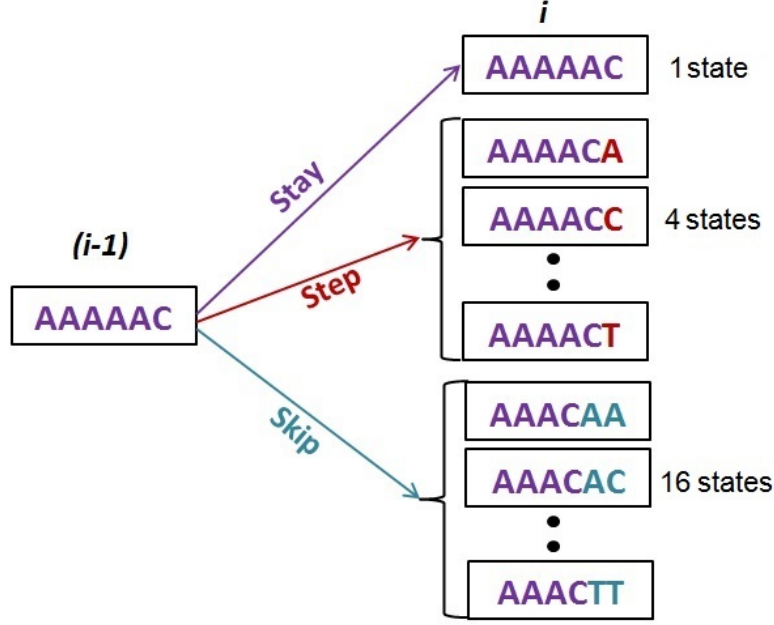 i
AAAAAC
1 state
Stay
AAAACA
AAAACC
4 states
(i-1)
Step
AAAAAC
AAAACT
Skip
AAACAA
AAACAC
16 states
AAACTT